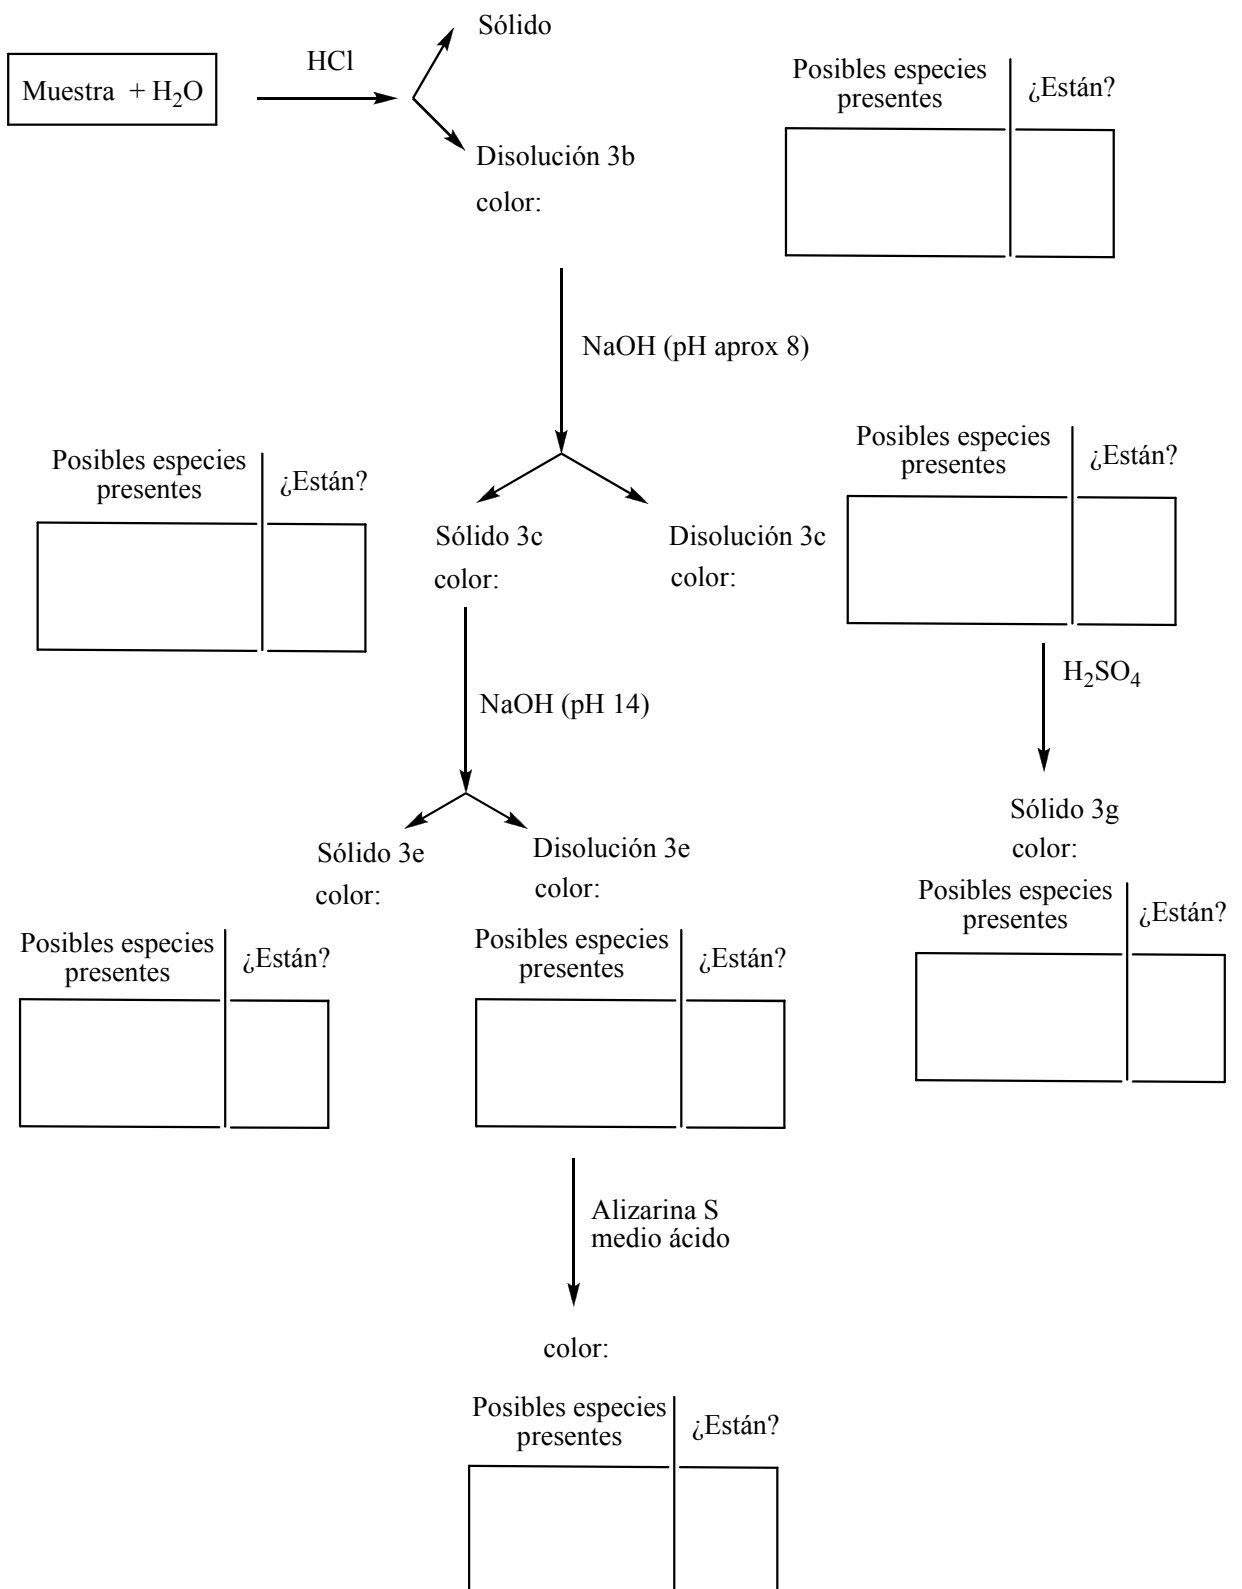 Sólido
HCl
Muestra + H2O
Posibles especies
presentes
¿Están?
Disolución 3b
color:
NaOH (pH aprox 8)
Posibles especies
presentes
¿Están?
Posibles especies
presentes
¿Están?
Sólido 3c
color:
Disolución 3c
color:
H2SO4
NaOH (pH 14)
Sólido 3g
color:
Sólido 3e
color:
Disolución 3e
color:
Posibles especies
presentes
¿Están?
Posibles especies
presentes
¿Están?
Posibles especies
presentes
¿Están?
Alizarina S
medio ácido
color:
Posibles especies
presentes
¿Están?